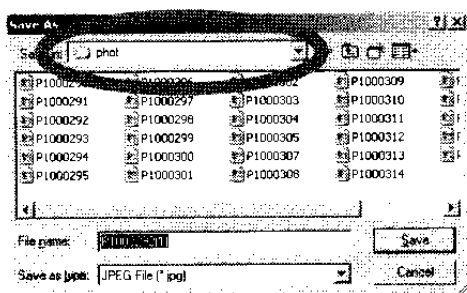 Save As
phot
P1000309
P1000291 P1000297 P1000303 P1000310
P1000292 P1000298 P1000304 P1000311
P1000293 P1000299 P1000305 P1000312
P1000294 P1000300 P1000307 P1000313
P1000295 P1000301 P1000308 P1000314
File name: Save
Save as type: JPEG File (*.jpg) Cancel